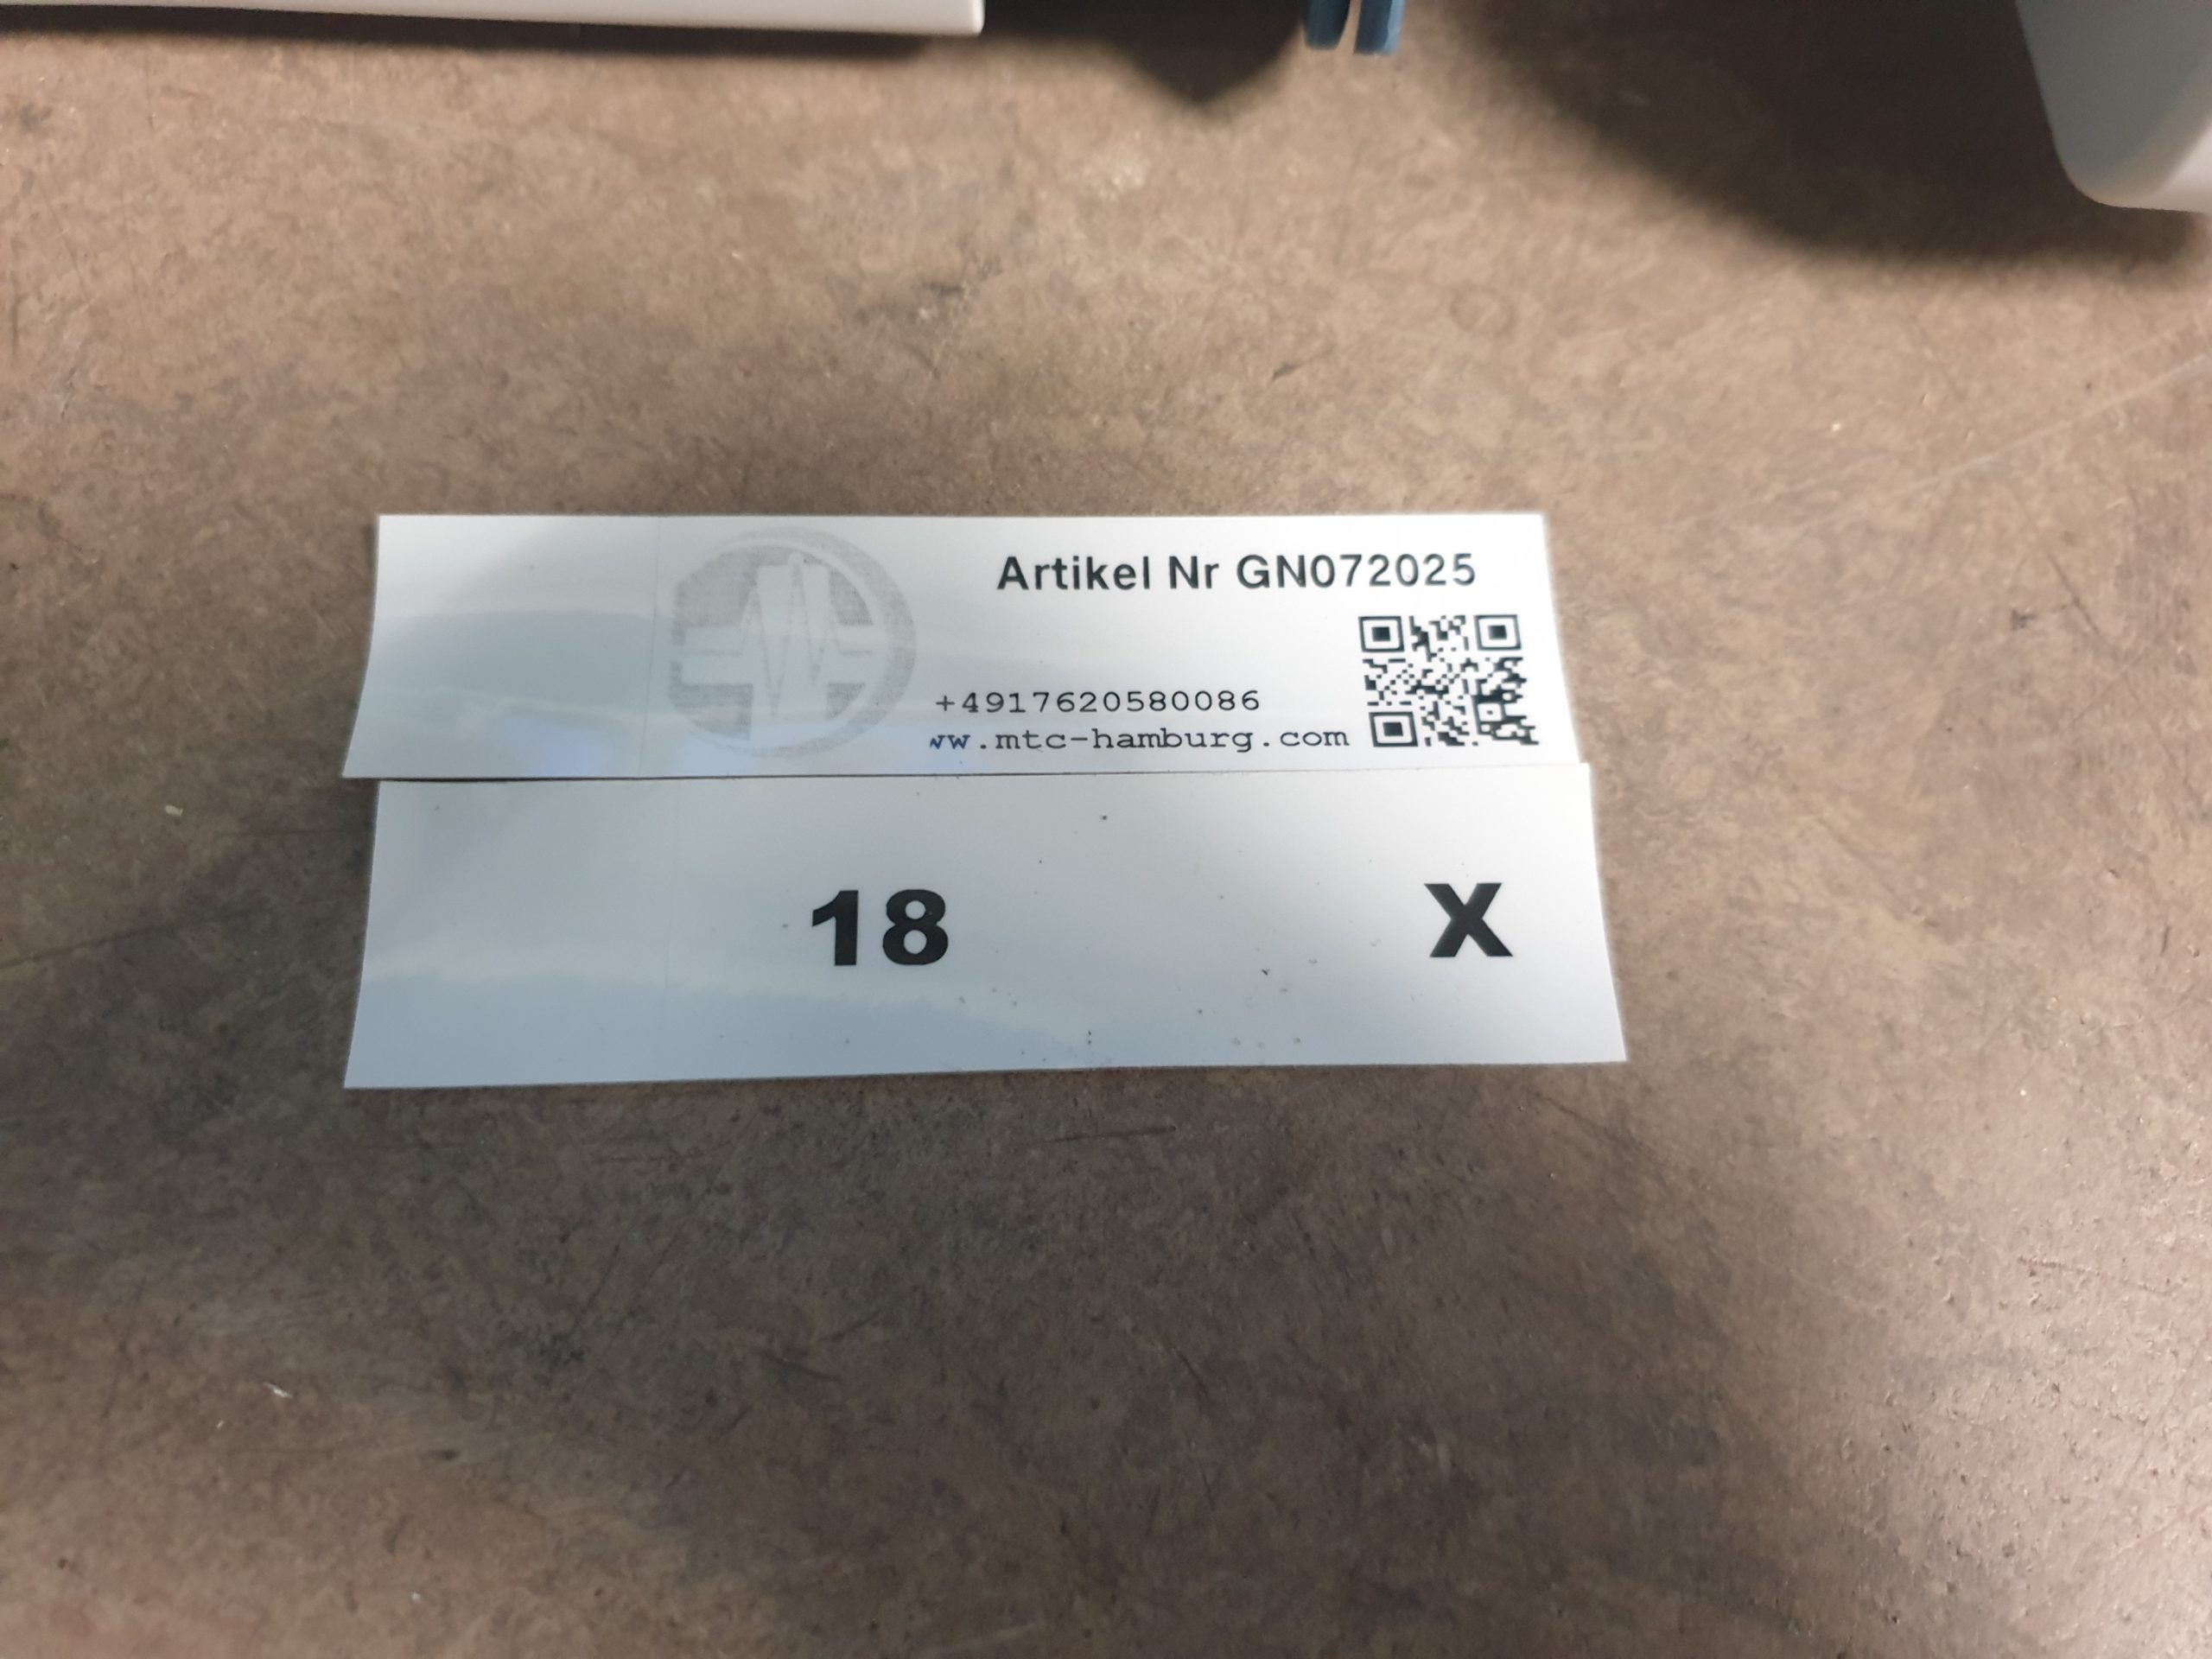 Artikel Nr GN072025
+4917620580086
ww.mtc-hamburg.com
18 X